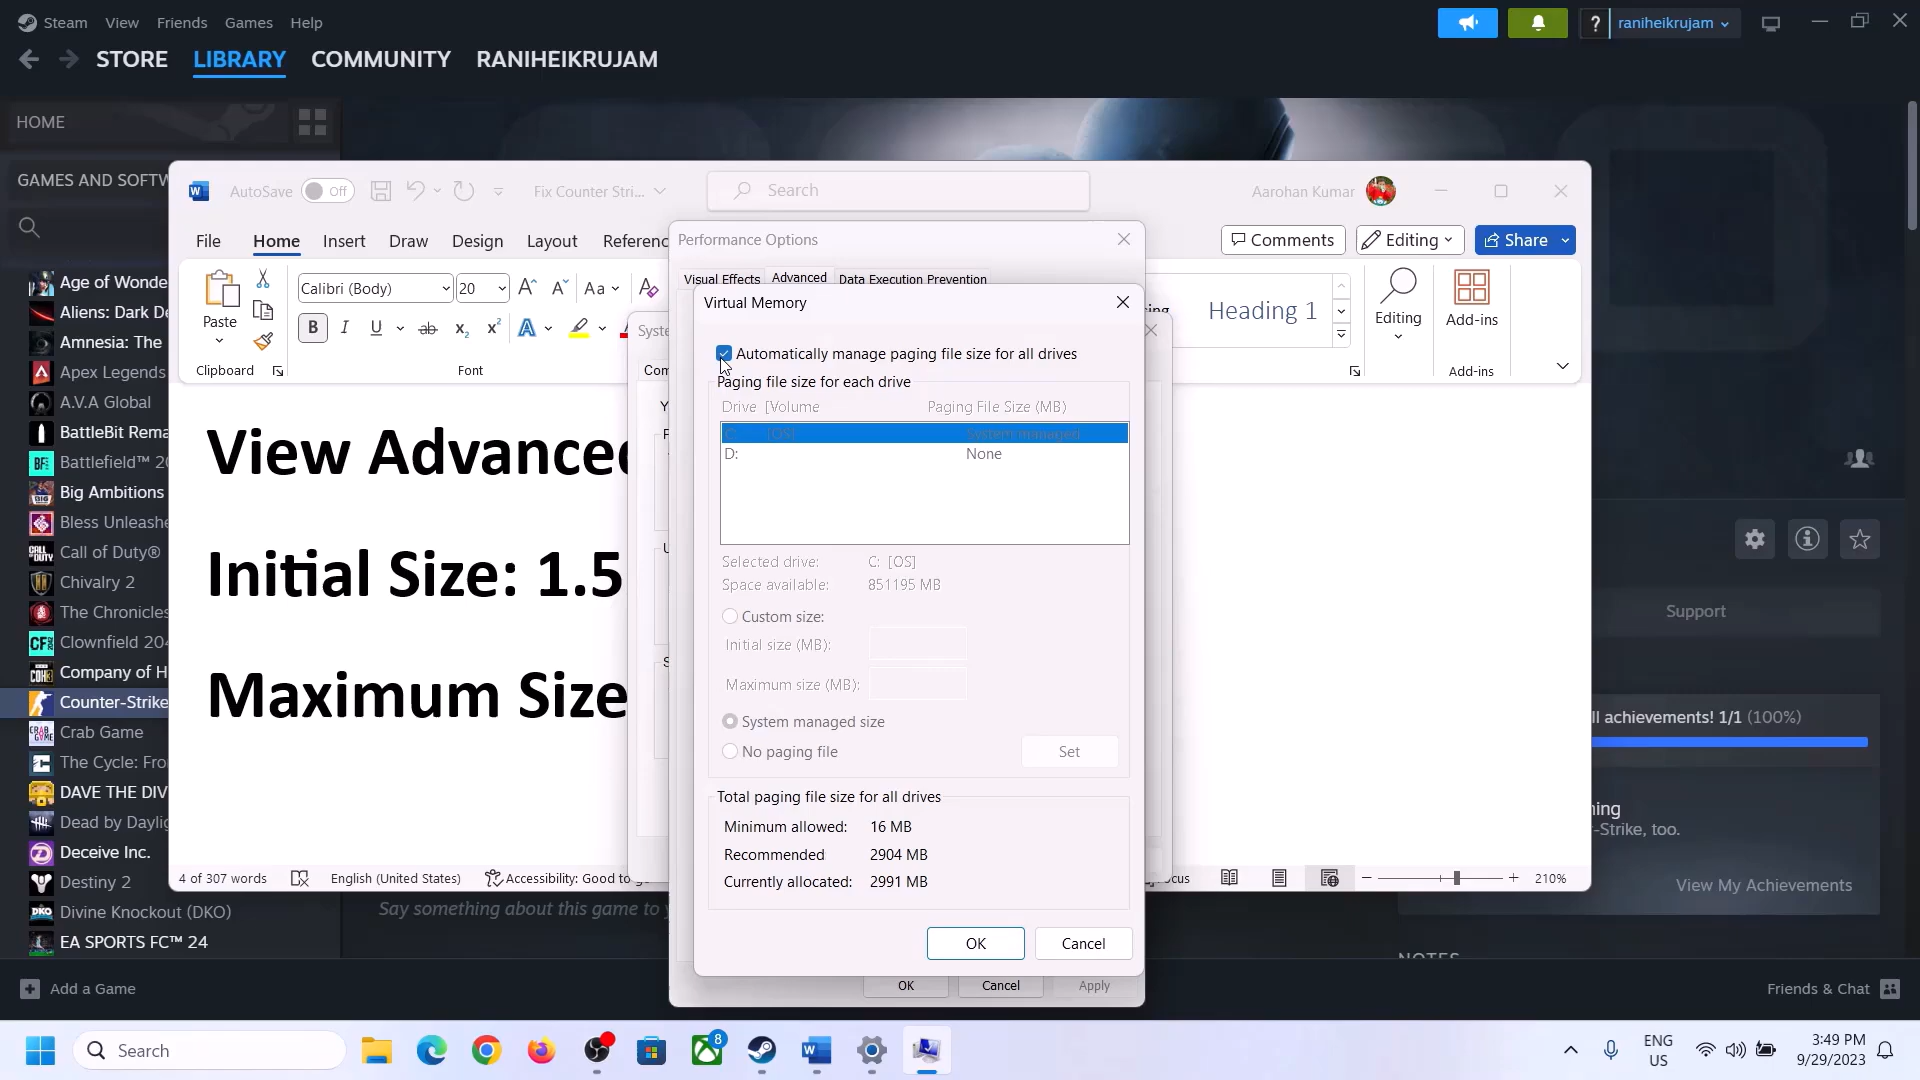 Steam View Friends Games Help
? raniheikrujam
STORE LIBRARY COMMUNITY RANIHEIKRUJAM
HOME
GAMES AND SOFTW
Age of Wonde
Aliens: Dark De
Amnesia: The
Apex Legends
A.V.A Global
BattleBit Rema
Battlefield™ 20
Big Ambitions
Bless Unleashe
Call of Duty®
Chivalry 2
The Chronicles
Clownfield 204
Company of H
Counter-Strike
Crab Game
The Cycle: Fro
DAVE THE DIV
Dead by Daylig
Deceive Inc.
Destiny 2
Divine Knockout (DKO)
EA SPORTS FC™ 24
Add a Game
AutoSave Off Fix Counter Stri... Search Aarohan Kumar
File Home Insert Draw Design Layout Referenc Comments Editing Share
Paste Calibri (Body) 20 Aa Heading 1 Editing Add-ins
Clipboard Font Add-ins
View Advanced
Initial Size: 1.5
Maximum Size
4 of 307 words English (United States) Accessibility: Good to g 210%
Performance Options
Visual Effects Advanced Data Execution Prevention
OK Cancel Apply
Virtual Memory
Automatically manage paging file size for all drives
Paging file size for each drive
Drive [Volume Paging File Size (MB)
C: [OS] System managed
D: None
Selected drive: C: [OS]
Space available: 851195 MB
Custom size:
Initial size (MB):
Maximum size (MB):
System managed size
No paging file Set
Total paging file size for all drives
Minimum allowed: 16 MB
Recommended 2904 MB
Currently allocated: 2991 MB
OK Cancel
Support
ll achievements! 1/1 (100%)
-Strike, too.
View My Achievements
Say something about this game to y
Friends & Chat
Search
8
ENG
US
3:49 PM
9/29/2023